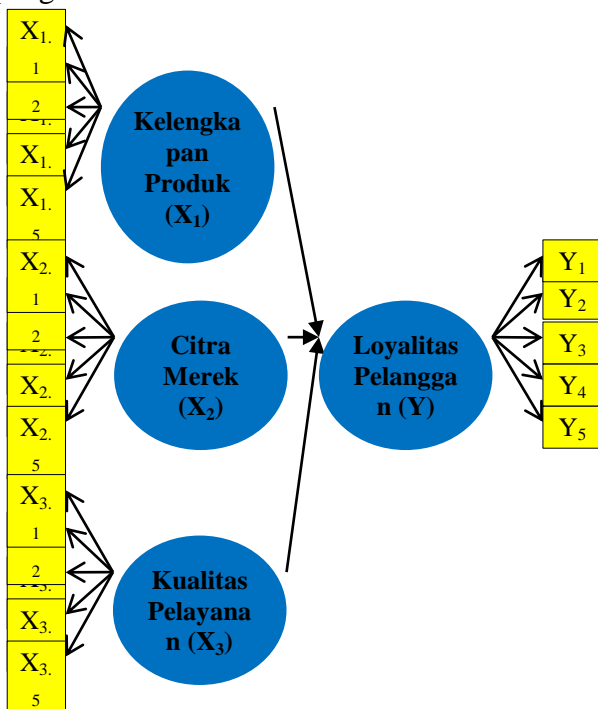 X₁.
1
2
X₁.
X₁.
5
X₂.
1
2
X₂.
X₂.
5
X₃.
1
2
X₃.
X₃.
5
Kelengka
pan
Produk
(X₁)
Citra
Merek
(X₂)
Kualitas
Pelayana
n (X₃)
Loyalitas
Pelangga
n (Y)
Y₁
Y₂
Y₃
Y₄
Y₅